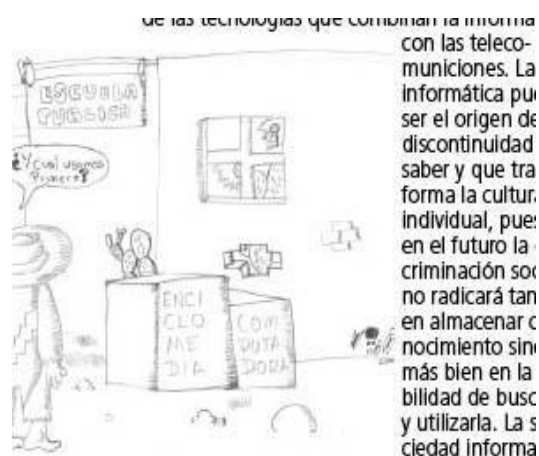 de las tecnologías que combinan la informá
ESCUELA
PUBLICA
¿Y cual usamos
Primero?
ENCI
CLO
ME
DIA
COM
PUTA
DORA
con las teleco-
municiones. La
informática pue
ser el origen de
discontinuidad
saber y que tra
forma la cultura
individual, pues
en el futuro la
criminación soc
no radicará tan
en almacenar c
nocimiento sino
más bien en la
bilidad de busc
y utilizarla. La s
ciedad informa